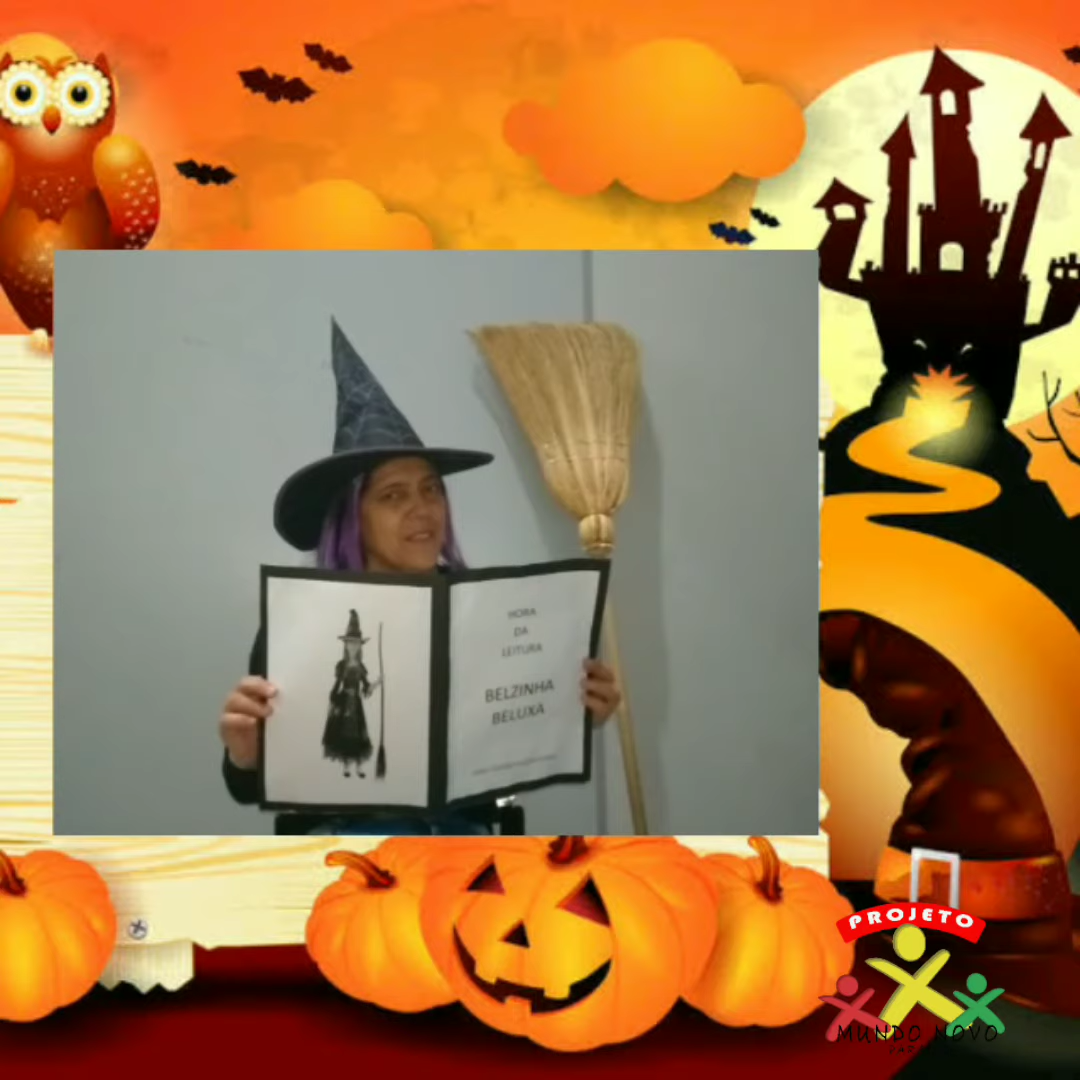 HORA
DA
LEITURA
BELZINHA
BELUXA
PROJETO
MUNDO NOVO